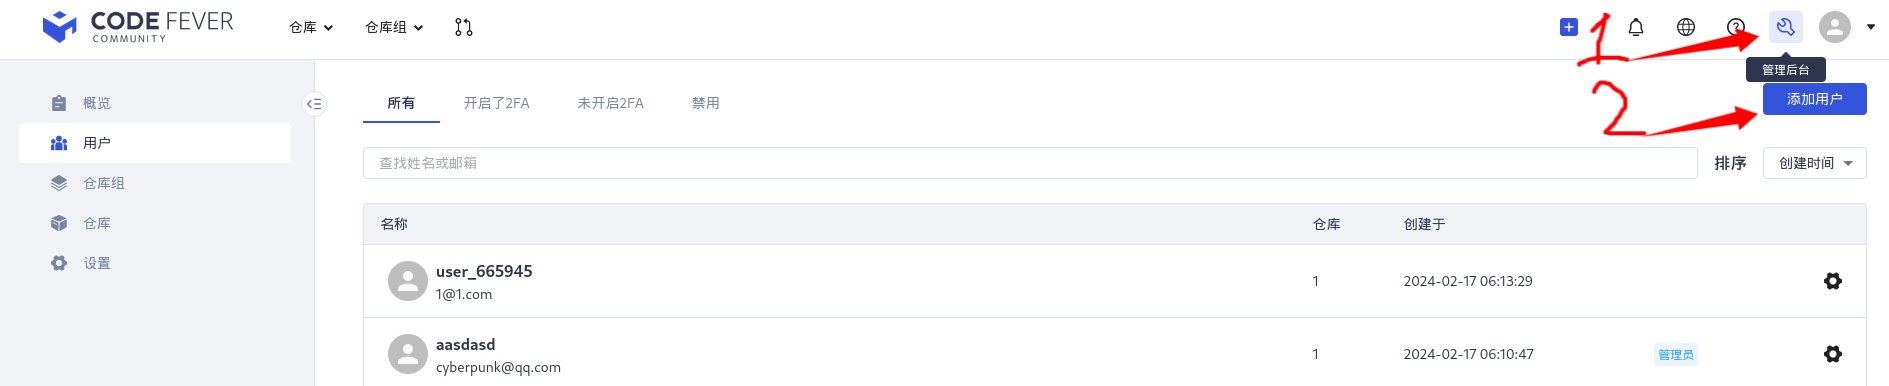 CODE FEVER
COMMUNITY
仓库
仓库组
1
管理后台
概览
用户
仓库组
仓库
设置
所有
开启了2FA
未开启2FA
禁用
添加用户
2
查找姓名或邮箱
排序
创建时间
名称
仓库
创建于
user_665945
1@1.com
1
2024-02-17 06:13:29
aasdasd
cyberpunk@qq.com
1
2024-02-17 06:10:47
管理员